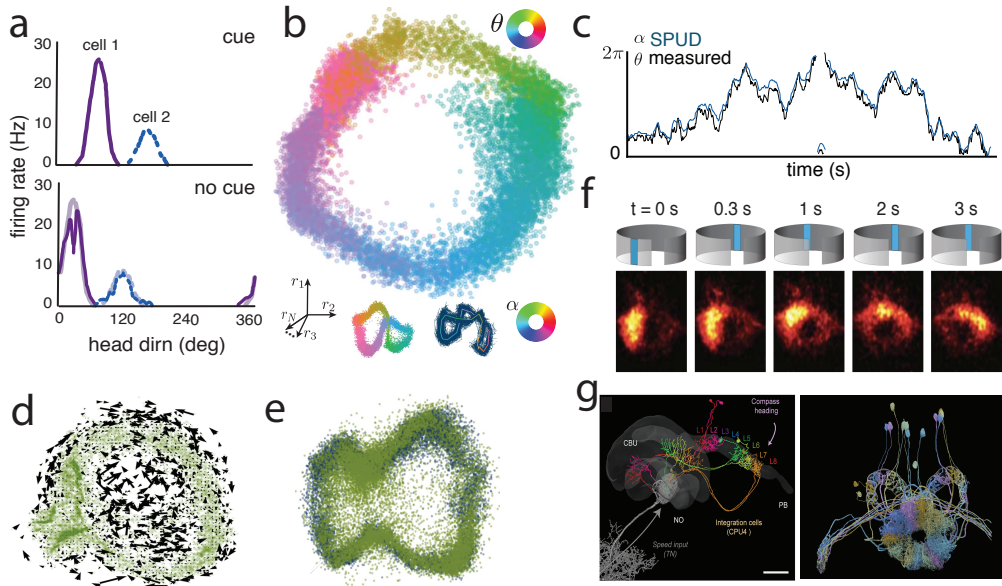 a
cue
cell 1
cell 2
30
20
10
0
no cue
30
20
10
0
firing rate (Hz)
0
120
240
360
head dirn (deg)
b
θ
r1
r2
rN
r3
α
c
α SPUD
θ measured
2π
0
time (s)
f
t = 0 s
0.3 s
1 s
2 s
3 s
d
e
g
Compass
heading
CBU
L1
L2
L3
L4
L5
L6
L7
L8
PB
NO
Integration cells
(CPU4 )
Speed input
(TN)